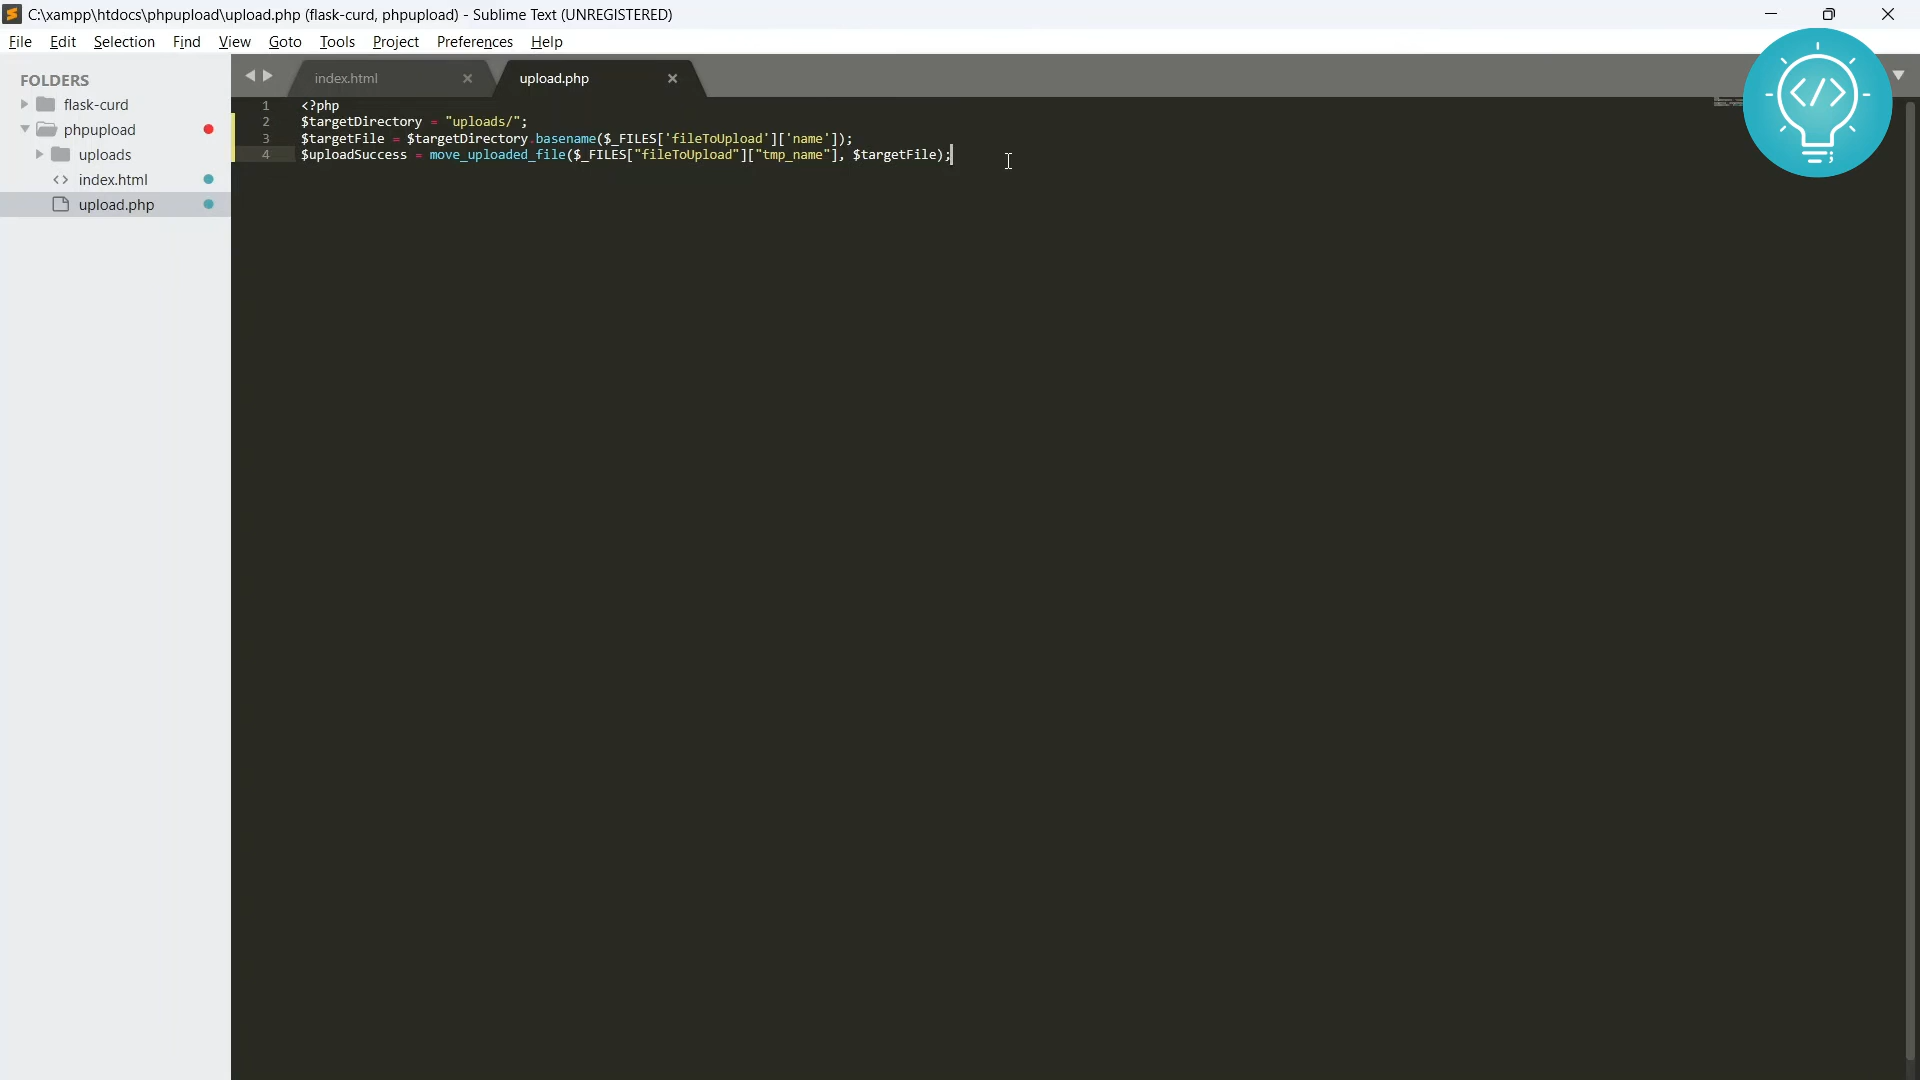 C:\xampp\htdocs\phpupload\upload.php (flask-curd, phpupload) - Sublime Text (UNREGISTERED)
File Edit Selection Find View Goto Tools Project Preferences Help
FOLDERS
flask-curd
phpupload
uploads
index.html
upload.php
index.html
upload.php
1 <?php
2 $targetDirectory = "uploads/";
3 $targetFile = $targetDirectory.basename($_FILES['fileToUpload']['name']);
4 $uploadSuccess = move_uploaded_file($_FILES["fileToUpload"]["tmp_name"], $targetFile);